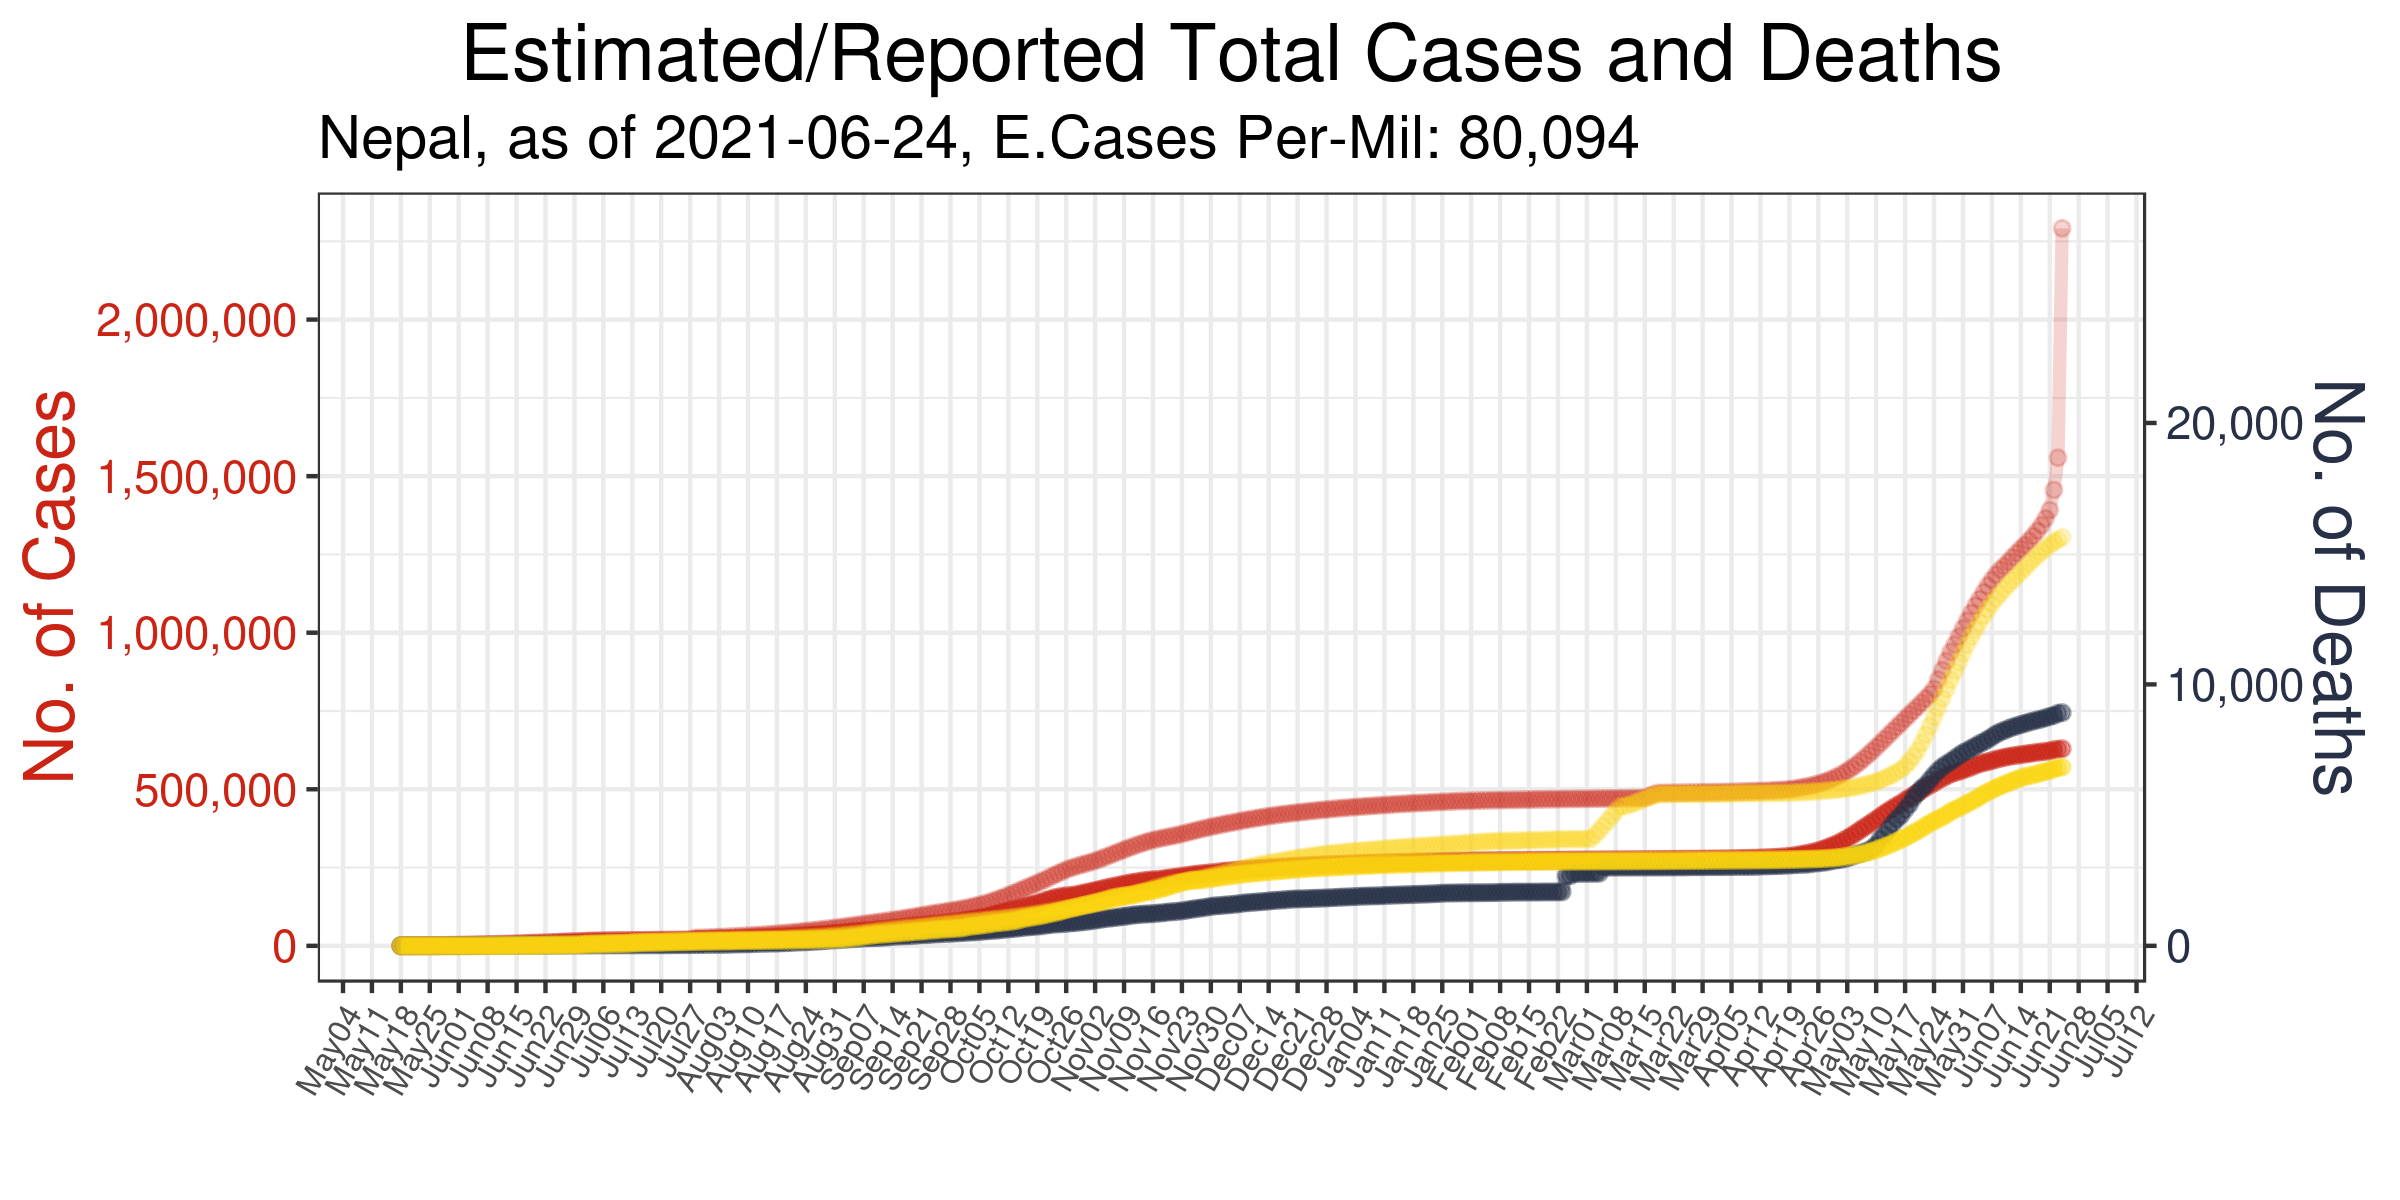 Estimated/Reported Total Cases and Deaths
Nepal, as of 2021-06-24, E.Cases Per-Mil: 80,094
No. of Cases
2,000,000
1,500,000
1,000,000
500,000
0
20,000
10,000
0
No. of Deaths
May04
May11
May18
May25
Jun01
Jun08
Jun15
Jun22
Jun29
Jul06
Jul13
Jul20
Jul27
Aug03
Aug10
Aug17
Aug24
Aug31
Sep07
Sep14
Sep21
Sep28
Oct05
Oct12
Oct19
Oct26
Nov02
Nov09
Nov16
Nov23
Nov30
Dec07
Dec14
Dec21
Dec28
Jan04
Jan11
Jan18
Jan25
Feb01
Feb08
Feb15
Feb22
Mar01
Mar08
Mar15
Mar22
Mar29
Apr05
Apr12
Apr19
Apr26
May03
May10
May17
May24
May31
Jun07
Jun14
Jun21
Jun28
Jul05
Jul12